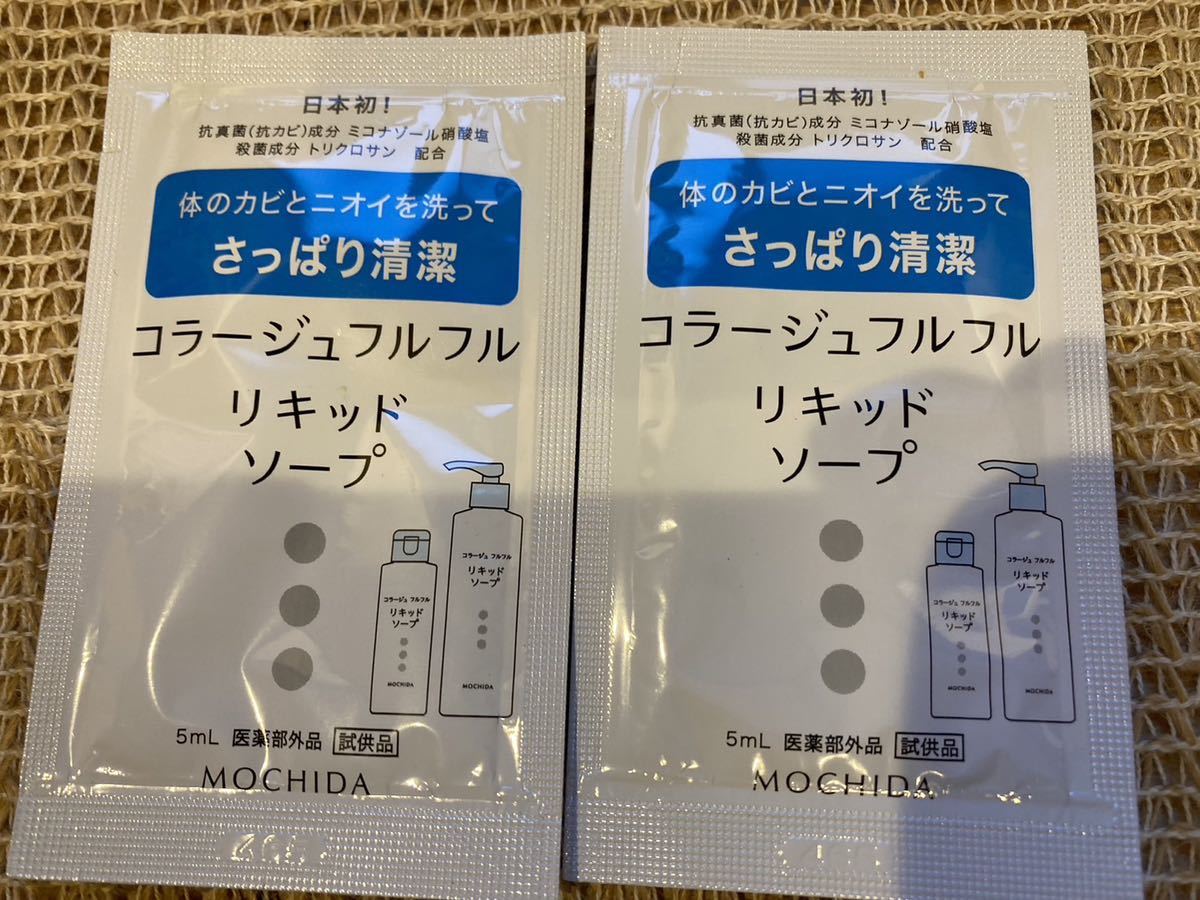 日本初！
抗真菌(抗カビ)成分 ミコナゾール硝酸塩
殺菌成分 トリクロサン 配合
体のカビとニオイを洗って
さっぱり清潔
コラージュフルフル
リキッド
ソープ
コラージュ フルフル
リキッド
ソープ
MOCHIDA
コラージュ フルフル
リキッド
ソープ
MOCHIDA
5mL 医薬部外品 試供品
MOCHIDA
日本初！
抗真菌(抗カビ)成分 ミコナゾール硝酸塩
殺菌成分 トリクロサン 配合
体のカビとニオイを洗って
さっぱり清潔
コラージュフルフル
リキッド
ソープ
コラージュ フルフル
リキッド
ソープ
MOCHIDA
コラージュ フルフル
リキッド
ソープ
MOCHIDA
5mL 医薬部外品 試供品
MOCHIDA